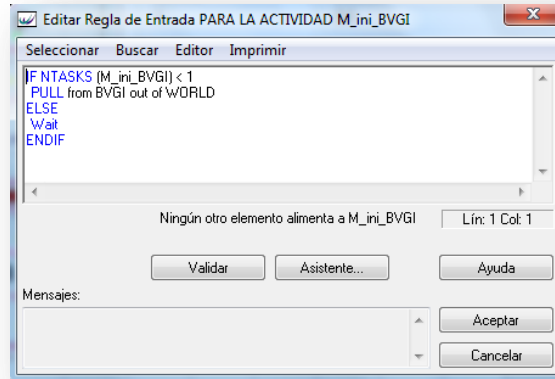 Editar Regla de Entrada PARA LA ACTIVIDAD M_ini_BVGI
Seleccionar Buscar Editor Imprimir
IF NTASKS (M_ini_BVGI) < 1
PULL from BVGI out of WORLD
ELSE
Wait
ENDIF
Ningún otro elemento alimenta a M_ini_BVGI
Lín: 1 Col: 1
Validar
Asistente...
Ayuda
Mensajes:
Aceptar
Cancelar